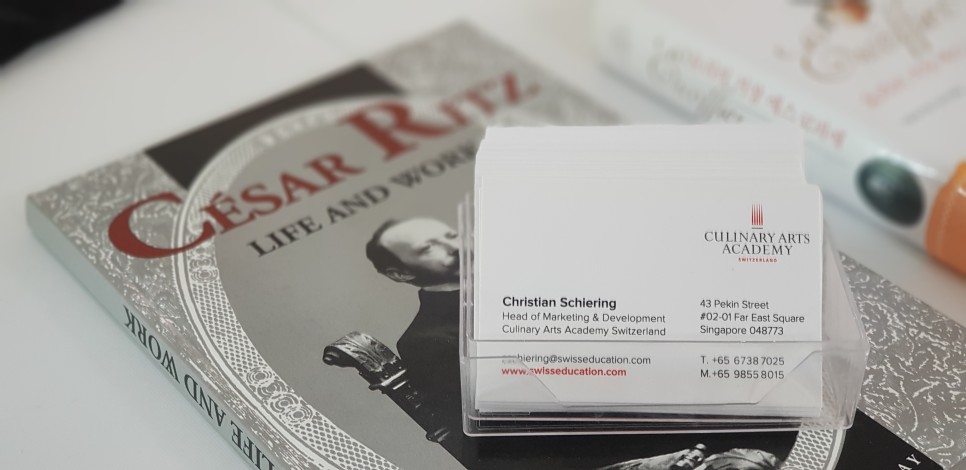 CÉSAR RITZ
LIFE AND WORK
LIFE AND WORK
CULINARY ARTS
ACADEMY
SWITZERLAND
Christian Schiering
Head of Marketing & Development
Culinary Arts Academy Switzerland
43 Pekin Street
#02-01 Far East Square
Singapore 048773
www.swisseducation.com
T. +65 6738 7025
M.+65 9855 8015